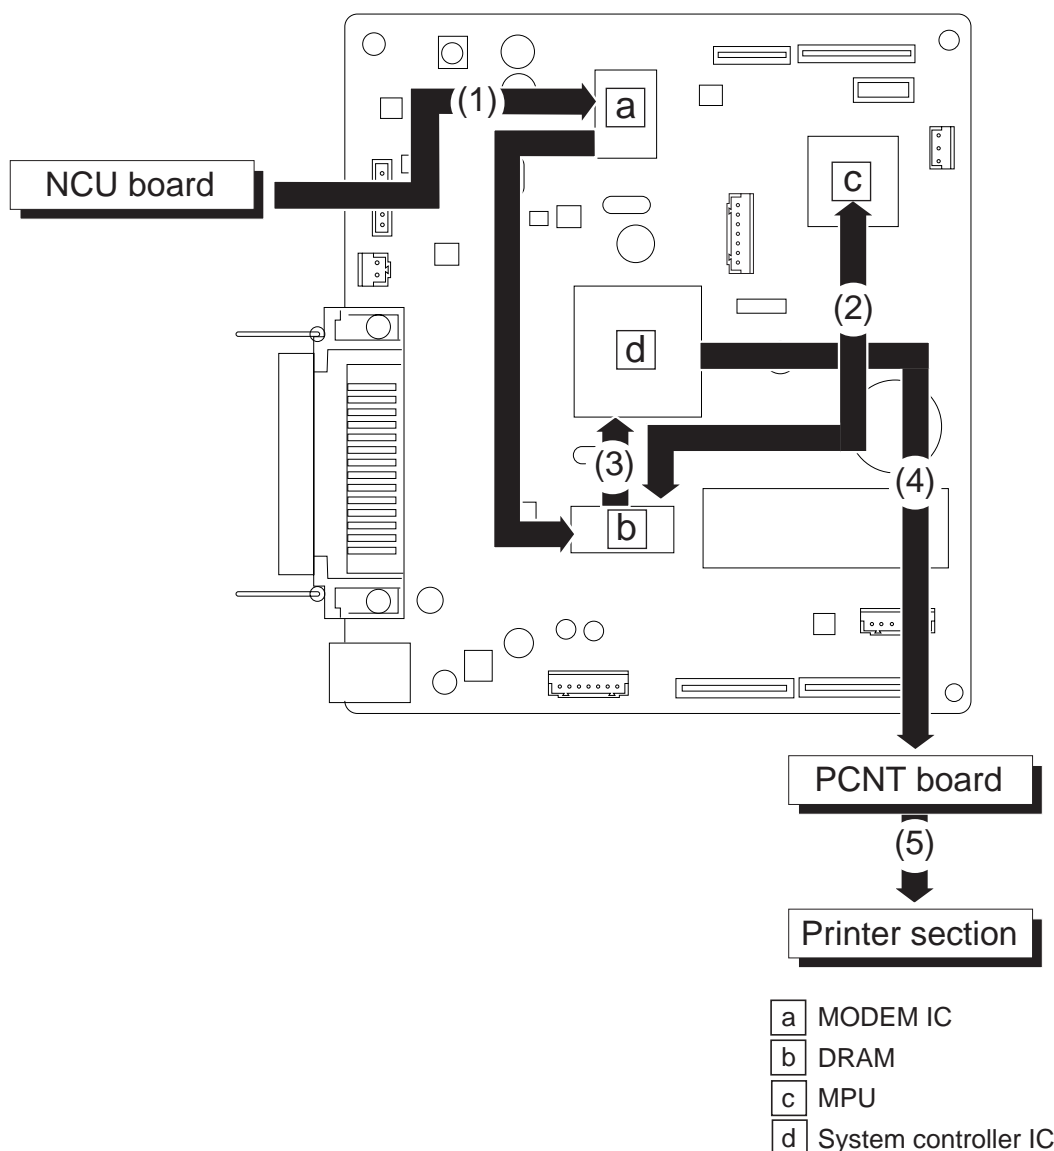 (1)
a
NCU board
c
(2)
d
(3)
(4)
b
PCNT board
(5)
Printer section
a MODEM IC
b DRAM
c MPU
d System controller IC